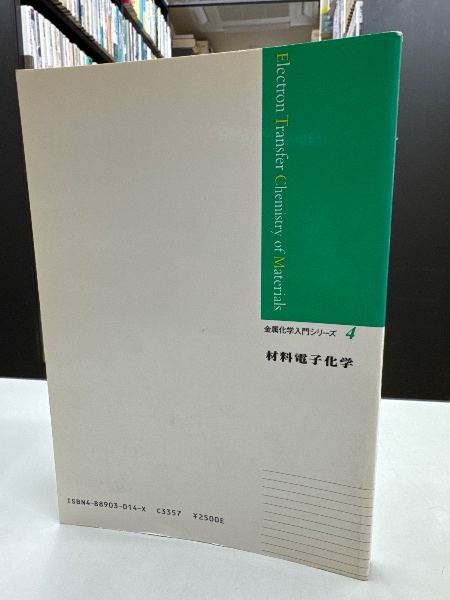 Electron Transfer Chemistry of Materials
金属化学入門シリーズ 4
材料電子化学
ISBN4-88903-014-X C3357 ¥2500E